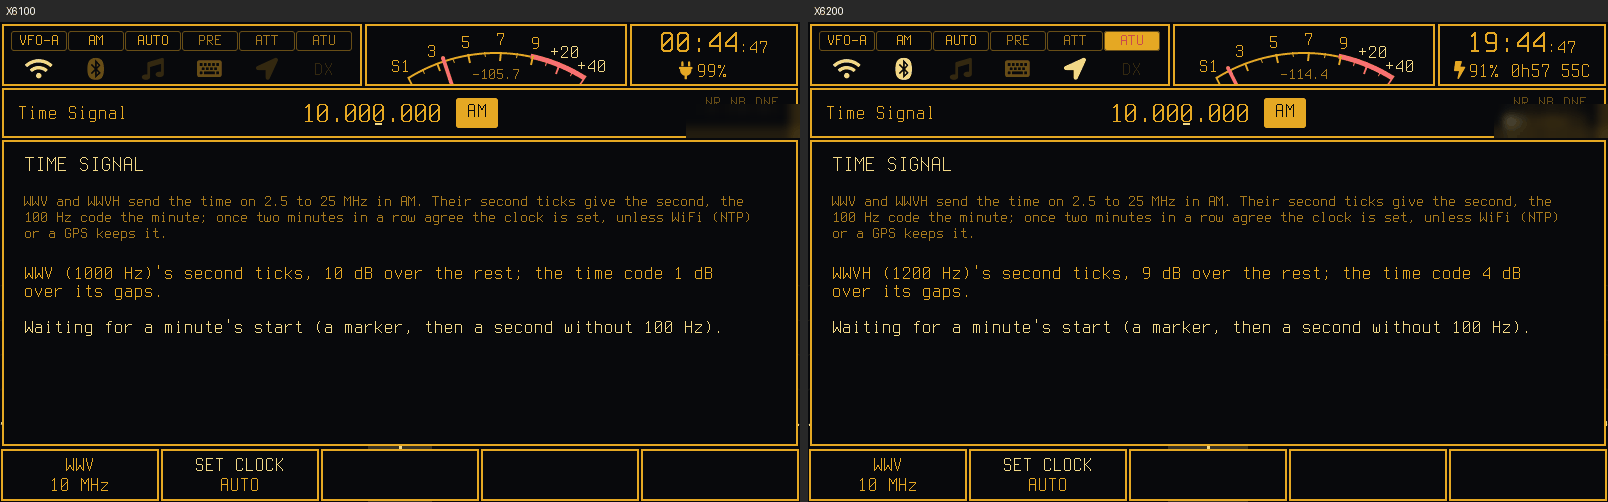 X6100
VFO-A AM AUTO PRE ATT ATU
DX
S1 3 5 7 9 +20 +40
-105.7
00:44:47
99%
Time Signal
10.000.000 AM
NR NB DNF
TIME SIGNAL
WWV and WWVH send the time on 2.5 to 25 MHz in AM. Their second ticks give the second, the
100 Hz code the minute; once two minutes in a row agree the clock is set, unless WiFi (NTP)
or a GPS keeps it.
WWV (1000 Hz)'s second ticks, 10 dB over the rest; the time code 1 dB
over its gaps.
Waiting for a minute's start (a marker, then a second without 100 Hz).
WWV
10 MHz
SET CLOCK
AUTO
X6200
VFO-A AM AUTO PRE ATT ATU
DX
S1 3 5 7 9 +20 +40
-114.4
19:44:47
91% 0h57 55C
Time Signal
10.000.000 AM
NR NB DNF
TIME SIGNAL
WWV and WWVH send the time on 2.5 to 25 MHz in AM. Their second ticks give the second, the
100 Hz code the minute; once two minutes in a row agree the clock is set, unless WiFi (NTP)
or a GPS keeps it.
WWVH (1200 Hz)'s second ticks, 9 dB over the rest; the time code 4 dB
over its gaps.
Waiting for a minute's start (a marker, then a second without 100 Hz).
WWV
10 MHz
SET CLOCK
AUTO